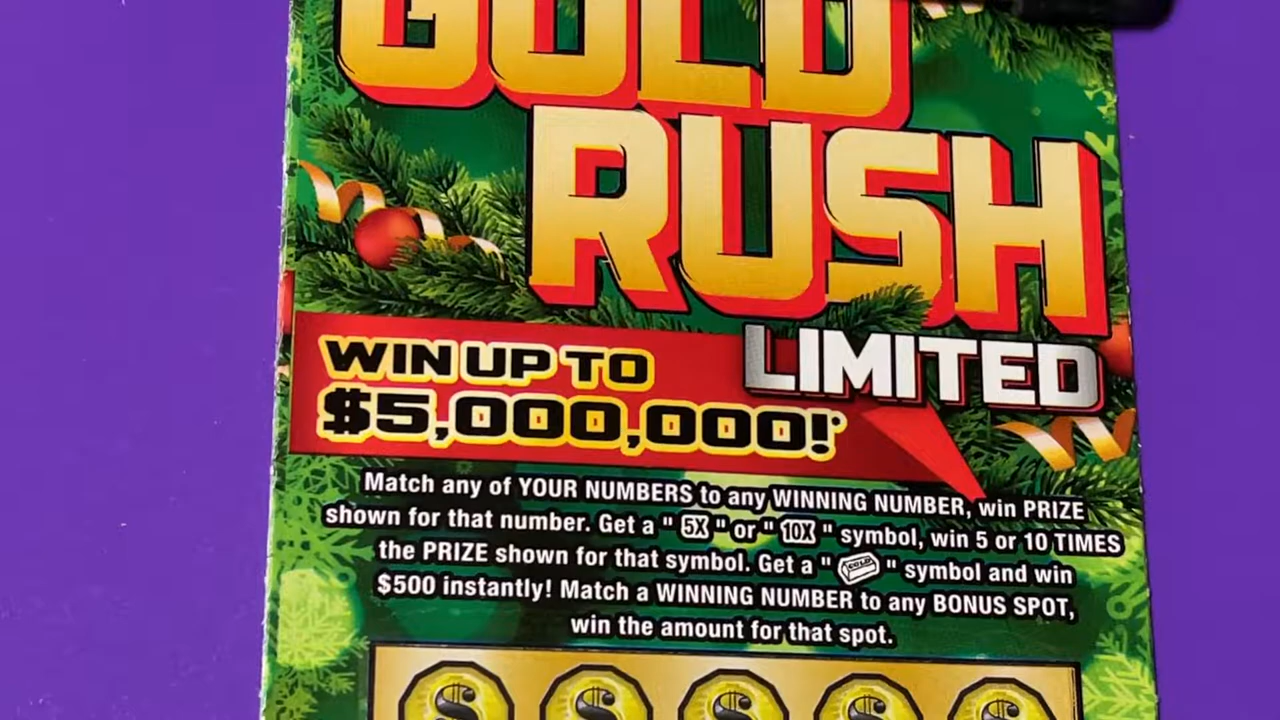 GOLD
RUSH
LIMITED
WIN UP TO
$5,000,000!*
Match any of YOUR NUMBERS to any WINNING NUMBER, win PRIZE
shown for that number. Get a " 5X " or " 10X " symbol, win 5 or 10 TIMES
the PRIZE shown for that symbol. Get a " GOLD " symbol and win
$500 instantly! Match a WINNING NUMBER to any BONUS SPOT,
win the amount for that spot.
$ $ $ $ $